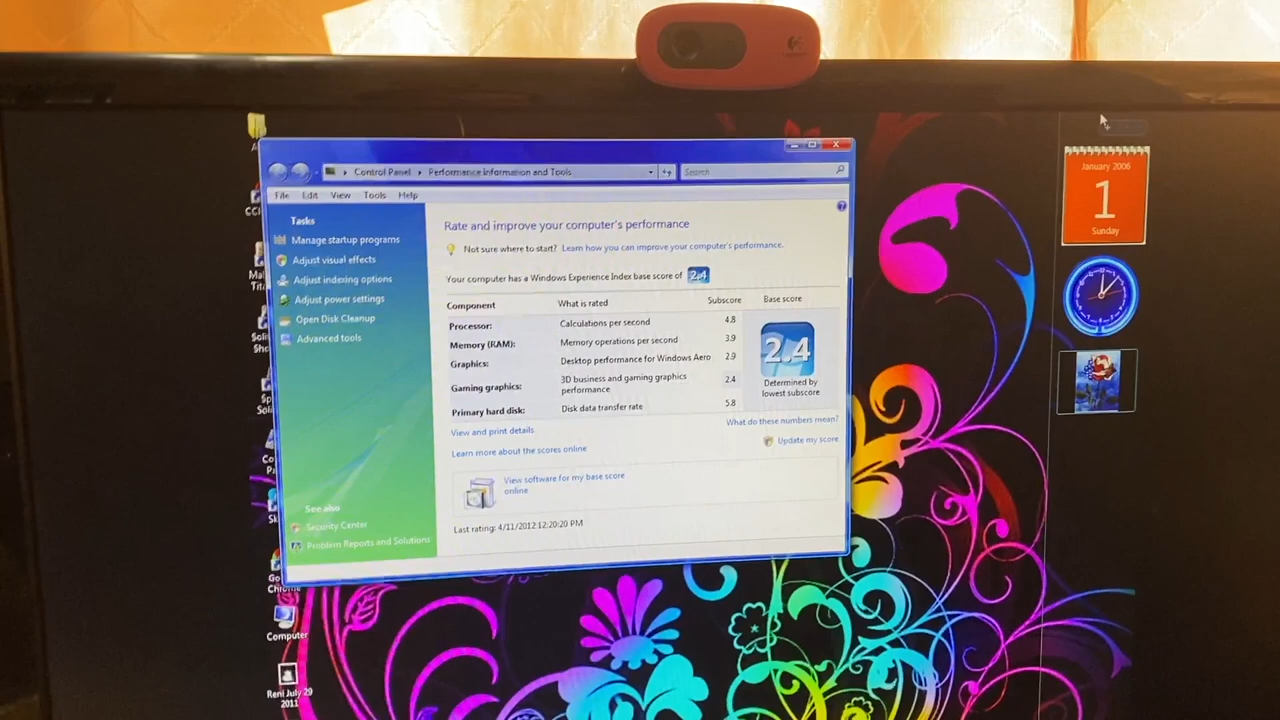 January 2006
1
Sunday
Control Panel
Performance Information and Tools
Search
File Edit View Tools Help
Tasks
Manage startup programs
Adjust visual effects
Adjust indexing options
Adjust power settings
Open Disk Cleanup
Advanced tools
See also
Security Center
Problem Reports and Solutions
Rate and improve your computer's performance
Not sure where to start? Learn how you can improve your computer's performance.
Your computer has a Windows Experience Index base score of 2.4
Component What is rated Subscore Base score
Processor: Calculations per second 4.8
Memory (RAM): Memory operations per second 3.9
Graphics: Desktop performance for Windows Aero 2.9
Gaming graphics: 3D business and gaming graphics performance 2.4
Primary hard disk: Disk data transfer rate 5.8
2.4
Determined by
lowest subscore
View and print details
What do these numbers mean?
Learn more about the scores online
Update my score
View software for my base score
online
Last rating: 4/11/2012 12:20:20 PM
Computer
Reni July 29
2011